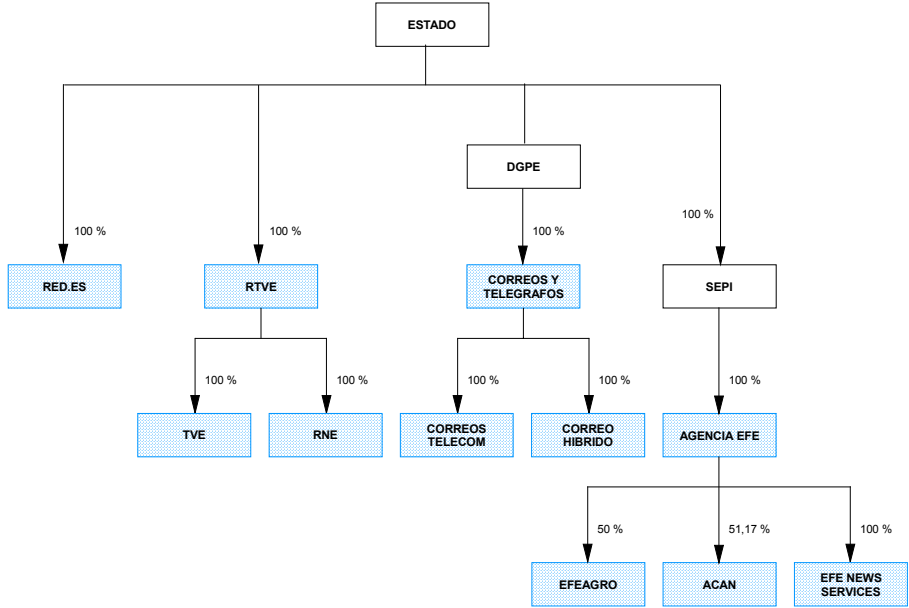 ESTADO
DGPE
100 %
100 %
100 %
100 %
RED.ES
RTVE
CORREOS Y
TELEGRAFOS
SEPI
100 %
100 %
100 %
100 %
100 %
TVE
RNE
CORREOS
TELECOM
CORREO
HIBRIDO
AGENCIA EFE
50 %
51,17 %
100 %
EFEAGRO
ACAN
EFE NEWS
SERVICES